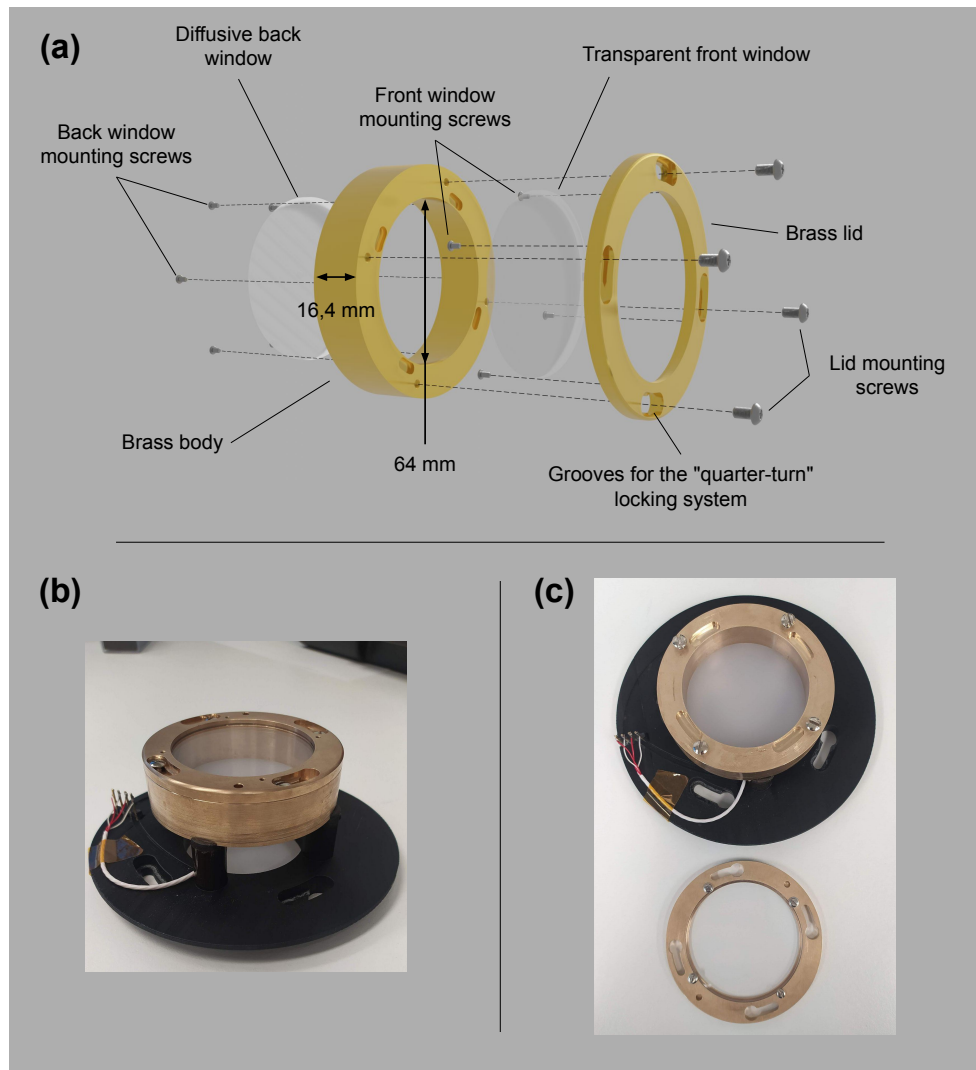 (a)
Diffusive back
window
Transparent front window
Front window
mounting screws
Back window
mounting screws
Brass lid
16,4 mm
Lid mounting
screws
Brass body
64 mm
Grooves for the "quarter-turn"
locking system
(b)
(c)